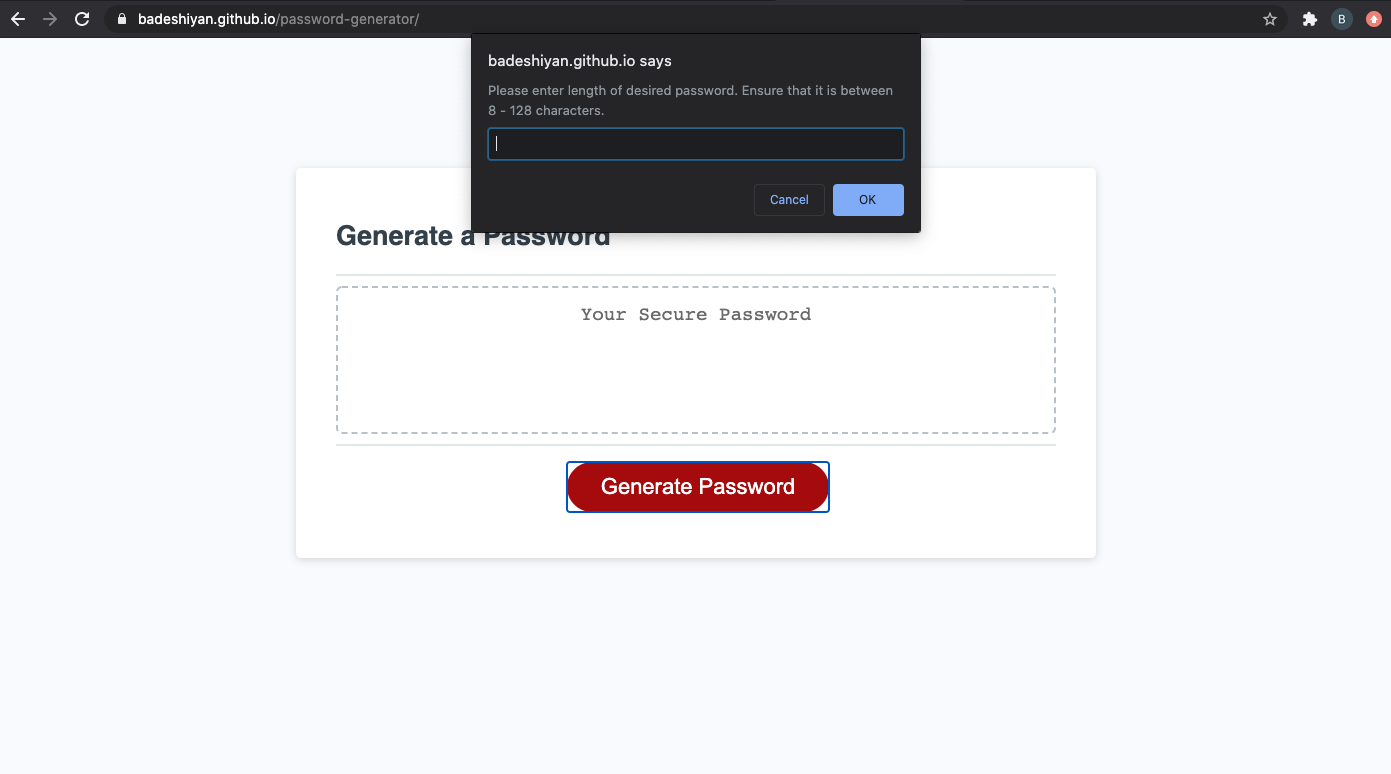 badeshiyan.github.io/password-generator/
B
badeshiyan.github.io says
Please enter length of desired password. Ensure that it is between
8 - 128 characters.
Cancel
OK
Generate a Password
Your Secure Password
Generate Password